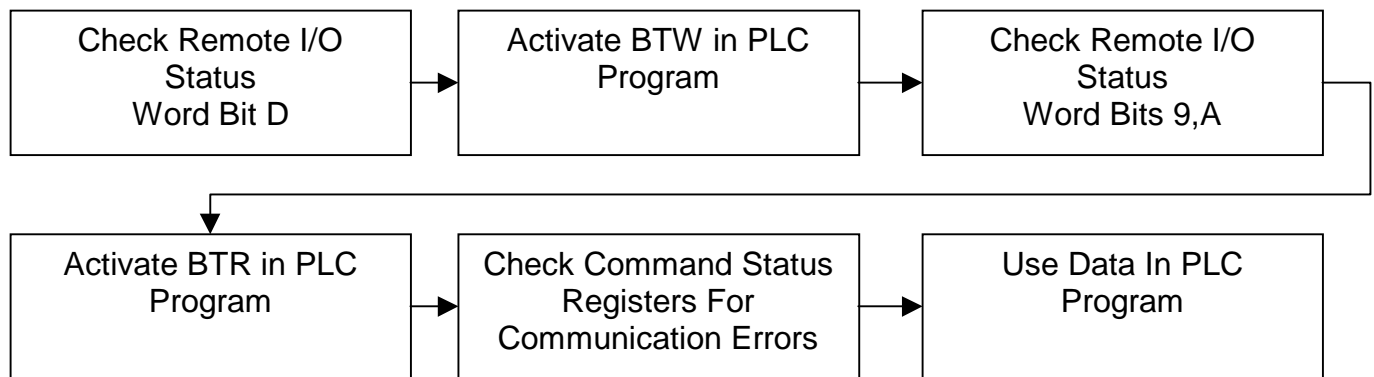 Check Remote I/O
Status
Word Bit D
Activate BTW in PLC
Program
Check Remote I/O
Status
Word Bits 9,A
Activate BTR in PLC
Program
Check Command Status
Registers For
Communication Errors
Use Data In PLC
Program